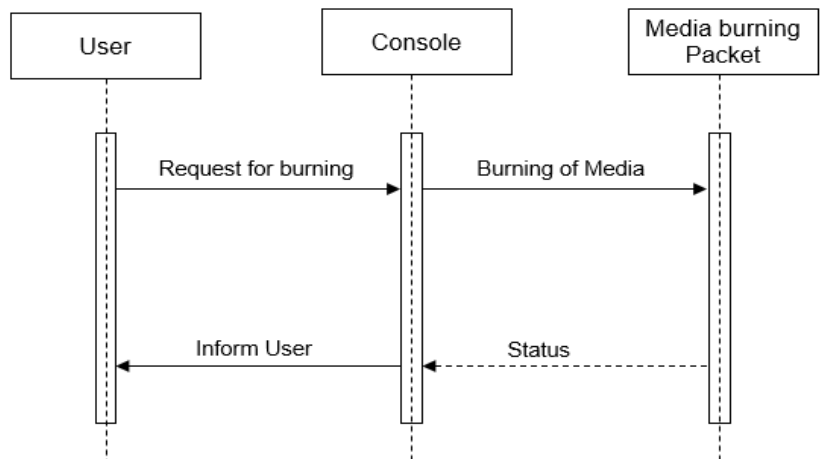 User
Console
Media burning
Packet
Request for burning
Burning of Media
Inform User
Status